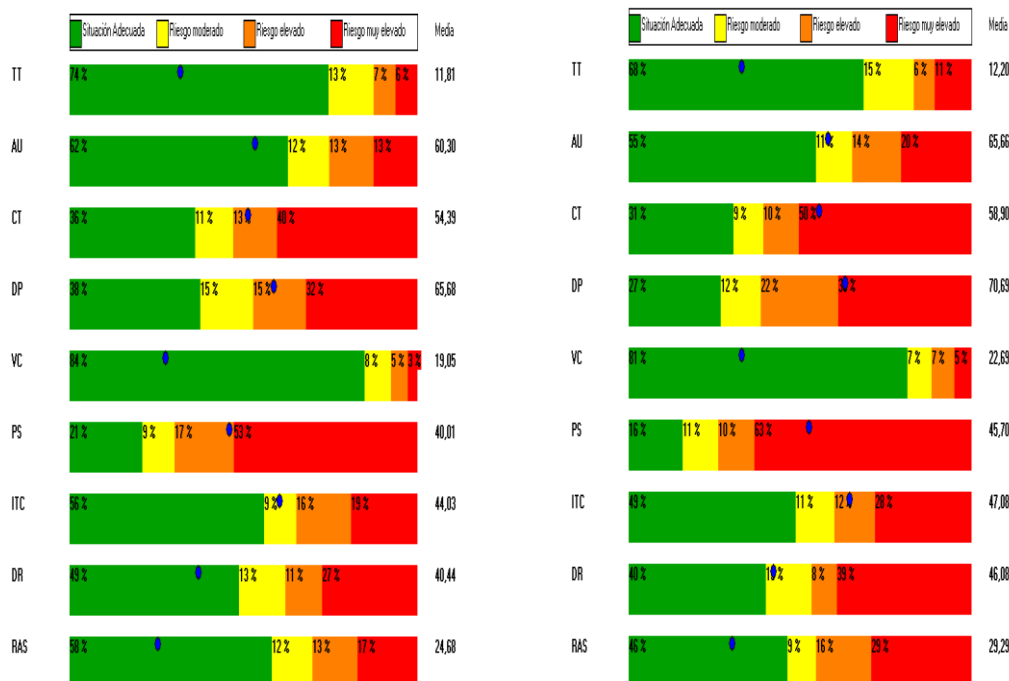 Situación Adecuada Riesgo moderado Riesgo elevado Riesgo muy elevado Media
TT 74 % 13 % 7 % 6 % 11,81
AU 62 % 12 % 13 % 13 % 60,30
CT 36 % 11 % 13 % 40 % 54,39
DP 38 % 15 % 15 % 32 % 65,68
VC 84 % 8 % 5 % 3 % 19,05
PS 21 % 9 % 17 % 53 % 40,01
ITC 56 % 9 % 16 % 19 % 44,03
DR 49 % 13 % 11 % 27 % 40,44
RAS 58 % 12 % 13 % 17 % 24,68
Situación Adecuada Riesgo moderado Riesgo elevado Riesgo muy elevado Media
TT 68 % 15 % 6 % 11 % 12,20
AU 55 % 11 % 14 % 20 % 65,66
CT 31 % 9 % 10 % 50 % 58,90
DP 27 % 12 % 22 % 70,69
VC 81 % 7 % 7 % 5 % 22,69
PS 16 % 11 % 10 % 63 % 45,70
ITC 49 % 11 % 12 % 28 % 47,08
DR 40 % 8 % 39 % 46,08
RAS 46 % 9 % 16 % 29 % 29,29